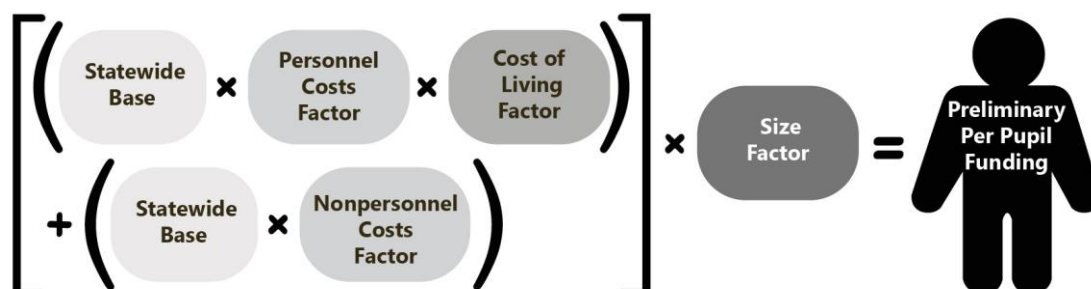 [(Statewide Base × Personnel Costs Factor × Cost of Living Factor)
+ (Statewide Base × Nonpersonnel Costs Factor)] × Size Factor = Preliminary Per Pupil Funding